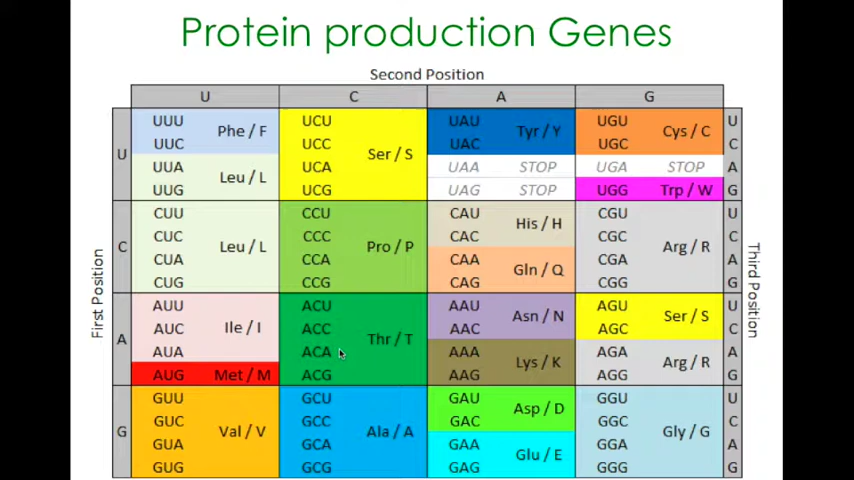 Protein production Genes
Second Position
U C A G
UUU Phe / F UCU Ser / S UAU Tyr / Y UGU Cys / C U
UUC UCC UAC UGC C
U UUA Leu / L UCA UAA STOP UGA STOP A
UUG UCG UAG STOP UGG Trp / W G
CUU Leu / L CCU Pro / P CAU His / H CGU Arg / R U
CUC CCC CAC CGC C
C CUA CCA CAA Gln / Q CGA A
CUG CCG CAG CGG G
AUU Ile / I ACU Thr / T AAU Asn / N AGU Ser / S U
AUC ACC AAC AGC C
A AUA ACA AAA Lys / K AGA Arg / R A
AUG Met / M ACG AAG AGG G
GUU Val / V GCU Ala / A GAU Asp / D GGU Gly / G U
GUC GCC GAC GGC C
G GUA GCA GAA Glu / E GGA A
GUG GCG GAG GGG G
First Position
Third Position